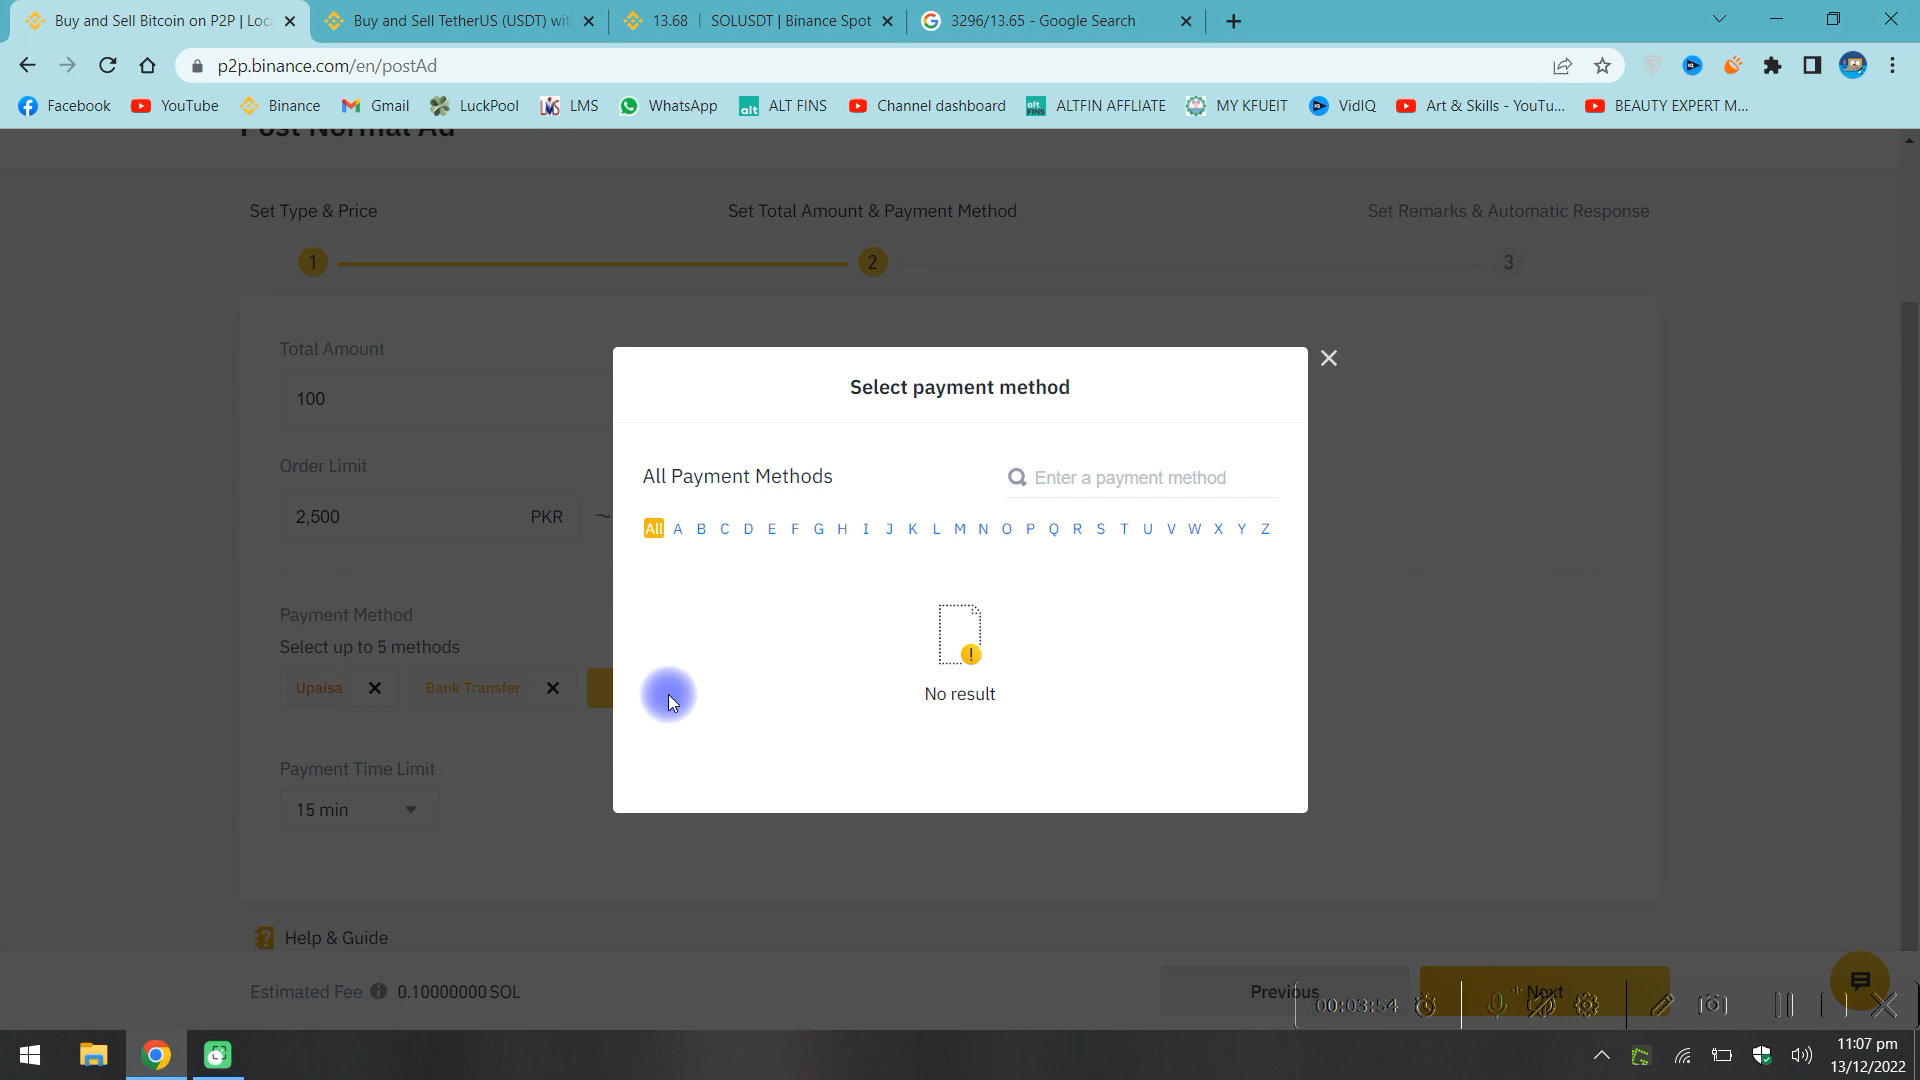 Buy and Sell Bitcoin on P2P | Loca
Buy and Sell TetherUS (USDT) wit
13.68 | SOLUSDT | Binance Spot
3296/13.65 - Google Search
p2p.binance.com/en/postAd
Facebook YouTube Binance Gmail LuckPool LMS WhatsApp ALT FINS Channel dashboard ALTFIN AFFLIATE MY KFUEIT VidIQ Art & Skills - YouTu... BEAUTY EXPERT M...
Post Normal Ad
Set Type & Price Set Total Amount & Payment Method Set Remarks & Automatic Response
1 2 3
Total Amount
100
Order Limit
2,500 PKR ~
Payment Method
Select up to 5 methods
Upaisa Bank Transfer
Payment Time Limit
15 min
Select payment method
All Payment Methods
Enter a payment method
All A B C D E F G H I J K L M N O P Q R S T U V W X Y Z
No result
Help & Guide
Estimated Fee 0.10000000 SOL
Previous
Next
00:03:54
11:07 pm
13/12/2022